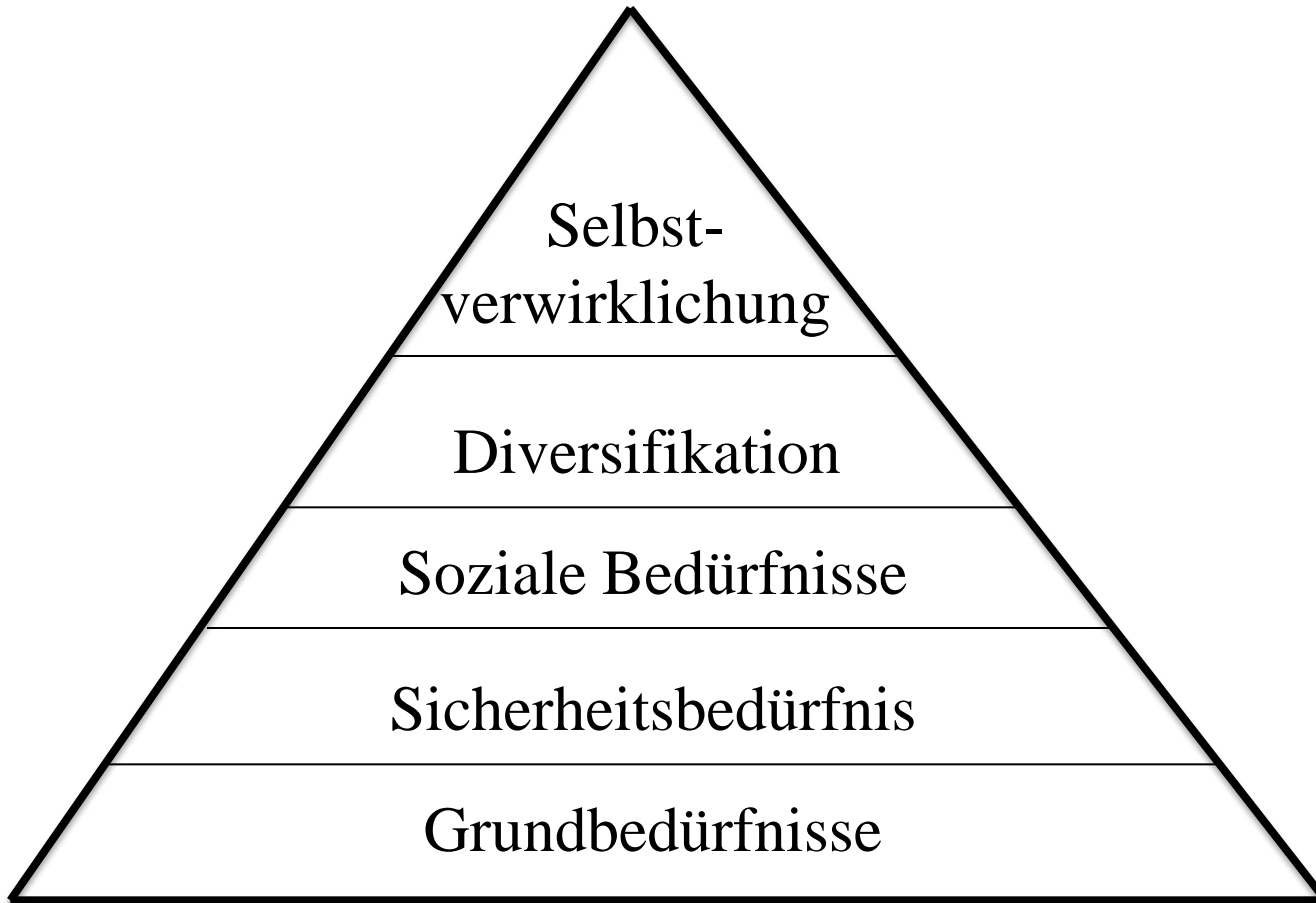 Selbst-
verwirklichung
Diversifikation
Soziale Bedürfnisse
Sicherheitsbedürfnis
Grundbedürfnisse